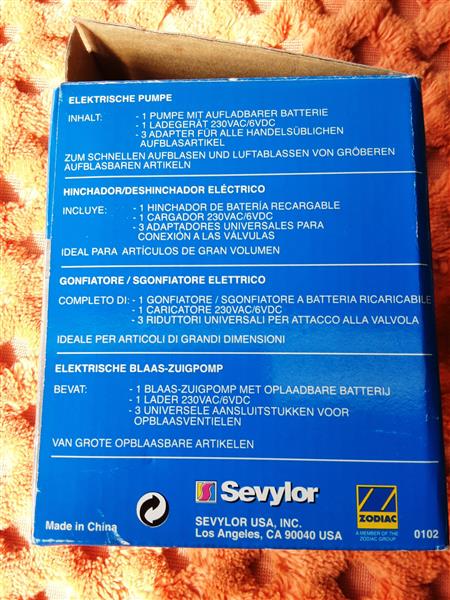 ELEKTRISCHE PUMPE
INHALT: - 1 PUMPE MIT AUFLADBARER BATTERIE
- 1 LADEGERÄT 230VAC/6VDC
- 3 ADAPTER FÜR ALLE HANDELSÜBLICHEN
AUFBLASARTIKEL
ZUM SCHNELLEN AUFBLASEN UND LUFTABLASSEN VON GRÖBEREN
AUFBLASBAREN ARTIKELN
HINCHADOR/DESHINCHADOR ELÉCTRICO
INCLUYE: - 1 HINCHADOR DE BATERÍA RECARGABLE
- 1 CARGADOR 230VAC/6VDC
- 3 ADAPTADORES UNIVERSALES PARA
CONEXIÓN A LAS VÁLVULAS
IDEAL PARA ARTÍCULOS DE GRAN VOLUMEN
GONFIATORE / SGONFIATORE ELETTRICO
COMPLETO DI: - 1 GONFIATORE / SGONFIATORE A BATTERIA RICARICABILE
- 1 CARICATORE 230VAC/6VDC
- 3 RIDUTTORI UNIVERSALI PER ATTACCO ALLA VALVOLA
IDEALE PER ARTICOLI DI GRANDI DIMENSIONI
ELEKTRISCHE BLAAS-ZUIGPOMP
BEVAT: - 1 BLAAS-ZUIGPOMP MET OPLAADBARE BATTERIJ
- 1 LADER 230VAC/6VDC
- 3 UNIVERSELE AANSLUITSTUKKEN VOOR
OPBLAASVENTIELEN
VAN GROTE OPBLAASBARE ARTIKELEN
Made in China
Sevylor
SEVYLOR USA, INC.
Los Angeles, CA 90040 USA
ZODIAC
A MEMBER OF THE
ZODIAC GROUP
0102